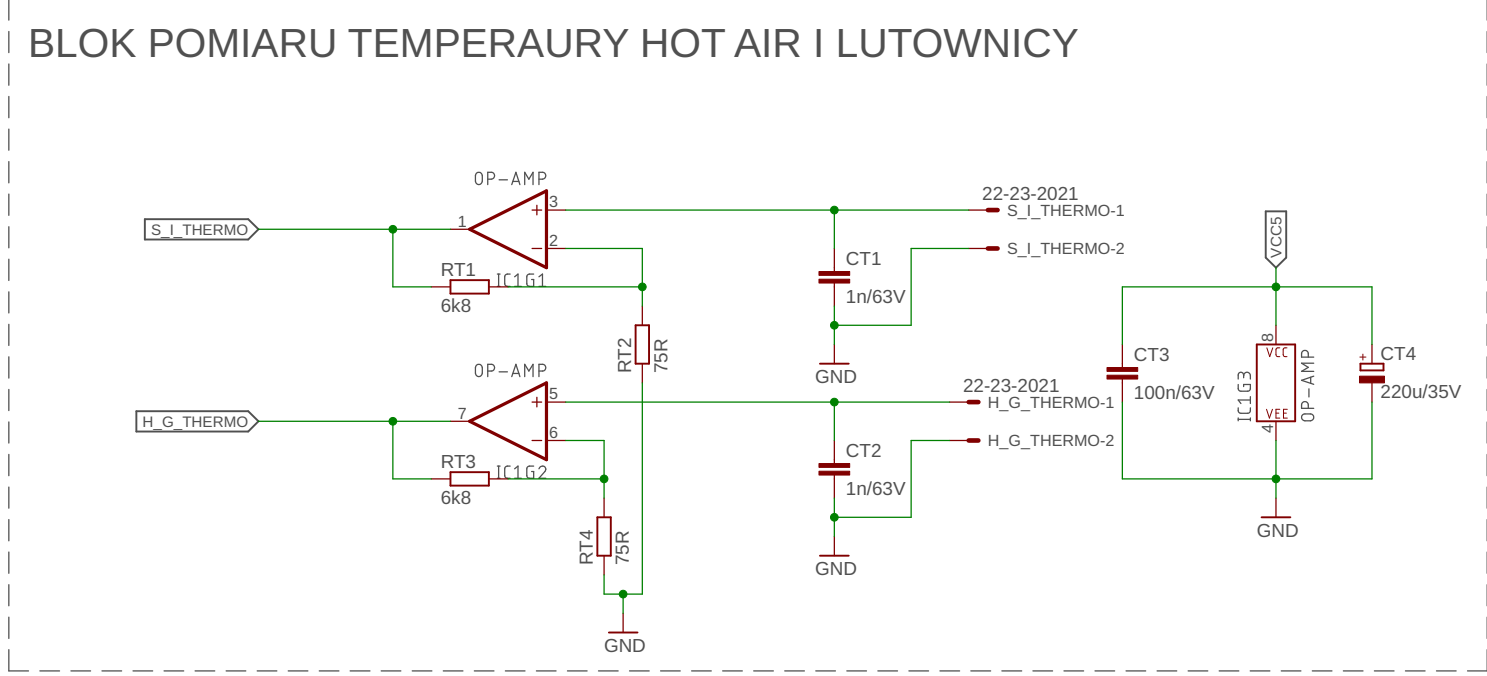 BLOK POMIARU TEMPERAURY HOT AIR I LUTOWNICY
OP-AMP
3
+
1
2
−
S_I_THERMO
RT1
IC1G1
6k8
RT2
75R
22-23-2021
S_I_THERMO-1
S_I_THERMO-2
CT1
1n/63V
GND
OP-AMP
5
+
7
6
−
H_G_THERMO
RT3
IC1G2
6k8
RT4
75R
GND
22-23-2021
H_G_THERMO-1
H_G_THERMO-2
CT2
1n/63V
GND
VCC5
CT3
100n/63V
8
VCC
IC1G3
OP-AMP
VEE
4
+
CT4
220u/35V
GND